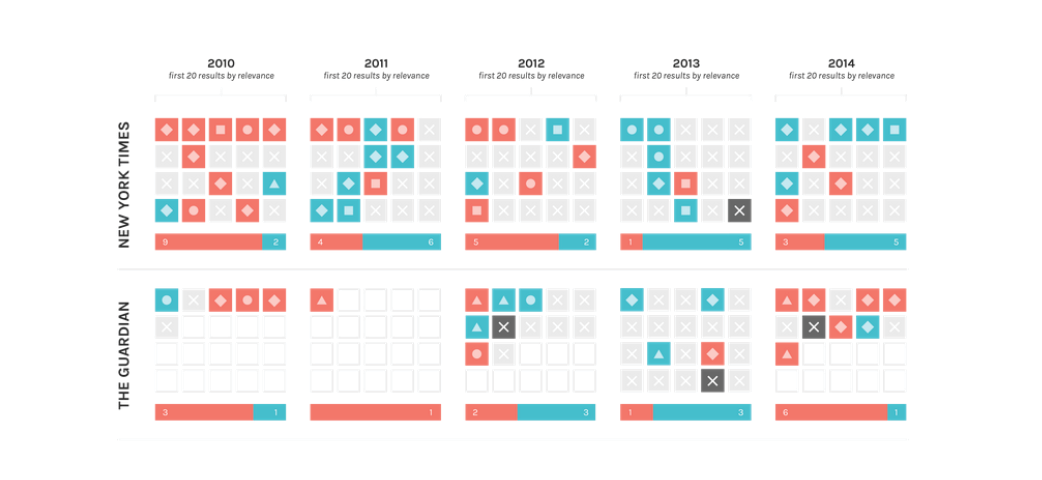 2010
first 20 results by relevance
2011
first 20 results by relevance
2012
first 20 results by relevance
2013
first 20 results by relevance
2014
first 20 results by relevance
NEW YORK TIMES
9 2
4 6
5 2
1 5
3 5
THE GUARDIAN
3 1
1
2 3
1 3
6 1